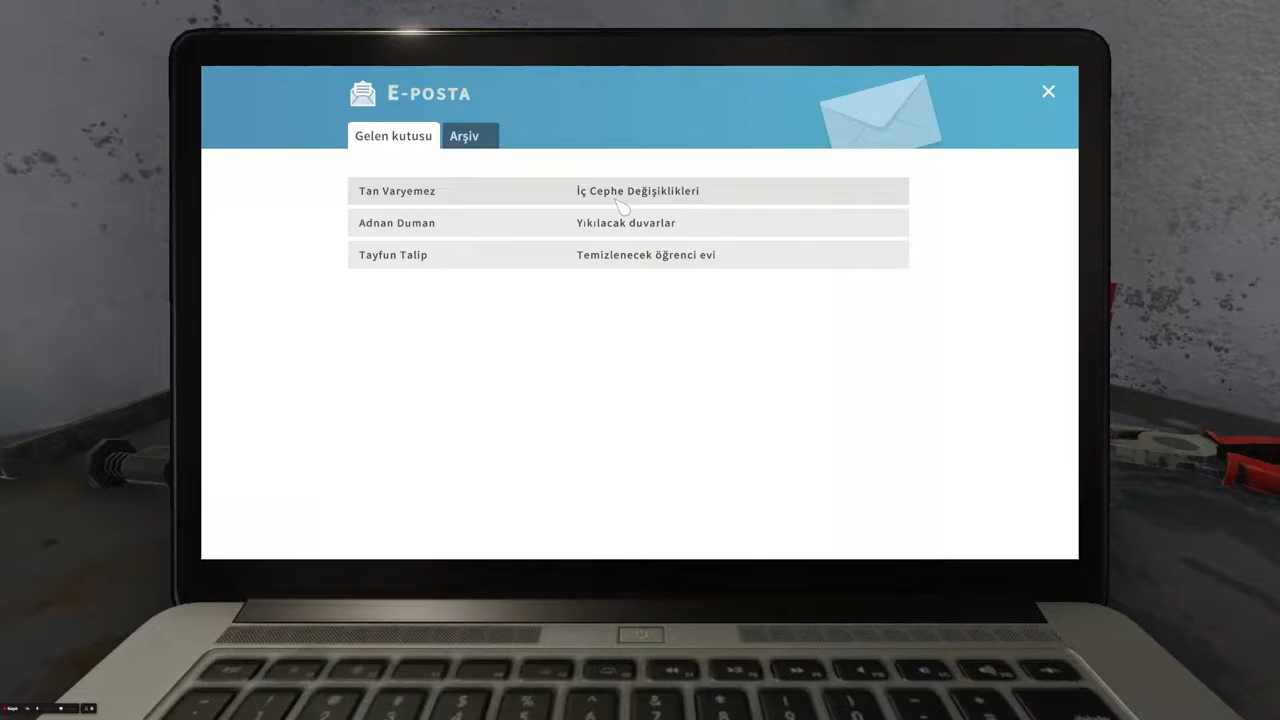 E-POSTA
Gelen kutusu
Arşiv
Tan Varyemez İç Cephe Değişiklikleri
Adnan Duman Yıkılacak duvarlar
Tayfun Talip Temizlenecek öğrenci evi